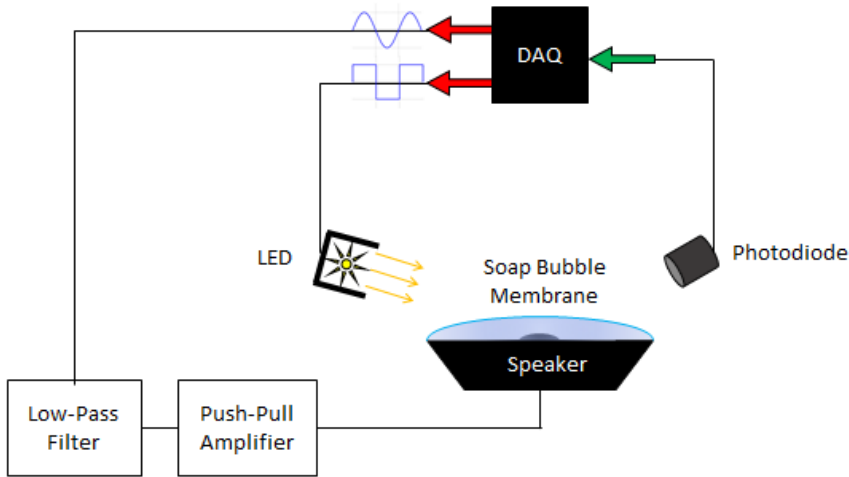 DAQ
LED
Photodiode
Soap Bubble
Membrane
Speaker
Low-Pass
Filter
Push-Pull
Amplifier